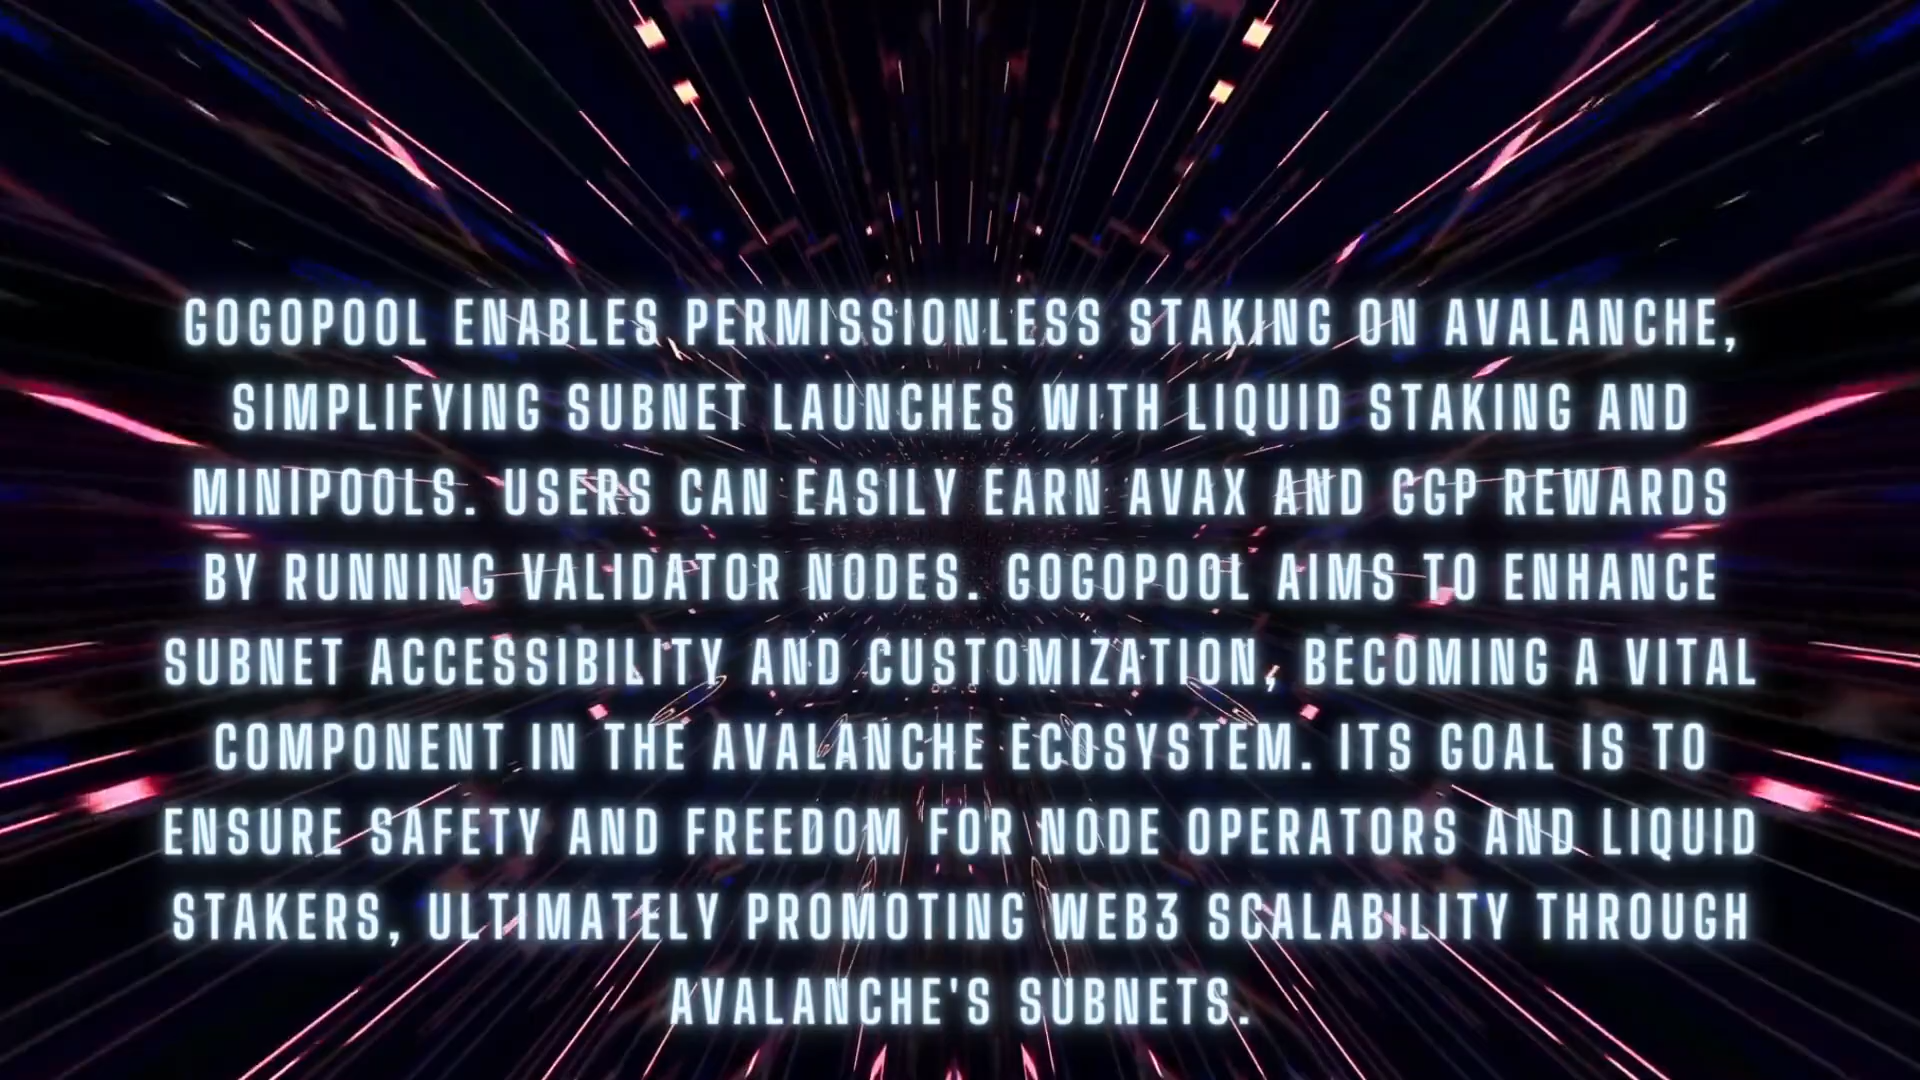 GOGOPOOL ENABLES PERMISSIONLESS STAKING ON AVALANCHE,
SIMPLIFYING SUBNET LAUNCHES WITH LIQUID STAKING AND
MINIPOOLS. USERS CAN EASILY EARN AVAX AND GGP REWARDS
BY RUNNING VALIDATOR NODES. GOGOPOOL AIMS TO ENHANCE
SUBNET ACCESSIBILITY AND CUSTOMIZATION, BECOMING A VITAL
COMPONENT IN THE AVALANCHE ECOSYSTEM. ITS GOAL IS TO
ENSURE SAFETY AND FREEDOM FOR NODE OPERATORS AND LIQUID
STAKERS, ULTIMATELY PROMOTING WEB3 SCALABILITY THROUGH
AVALANCHE'S SUBNETS.